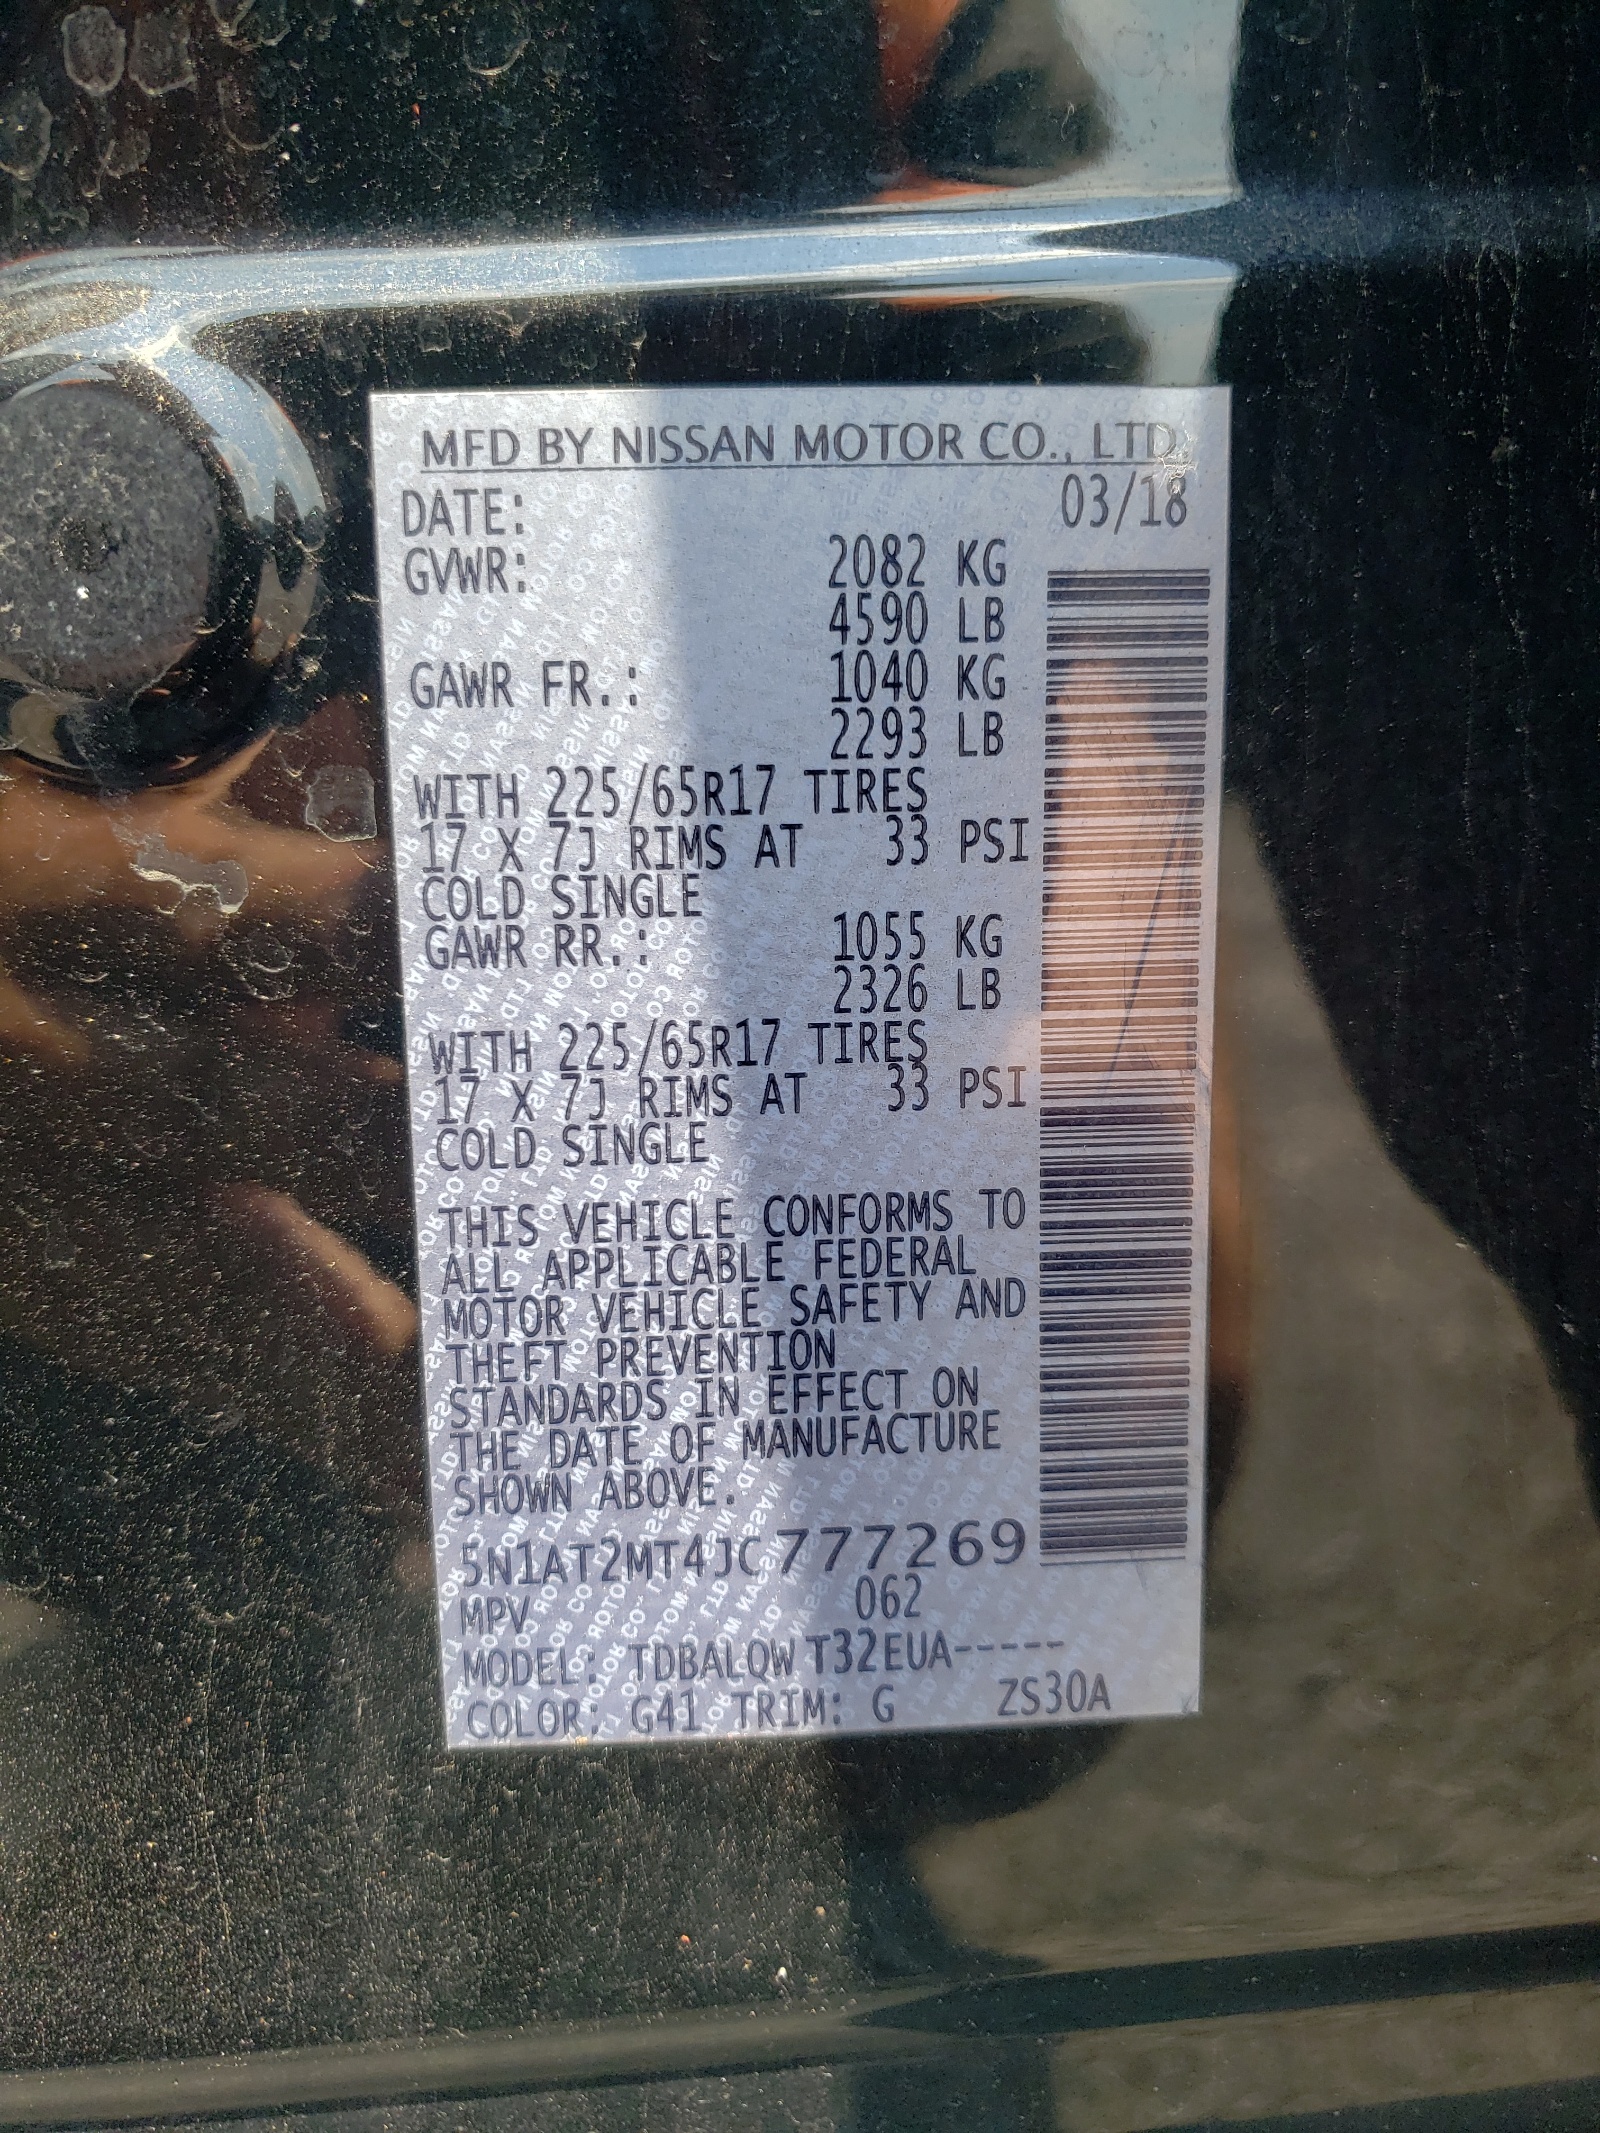 MFD BY NISSAN MOTOR CO., LTD.
DATE: 03/18
GVWR: 2082 KG
4590 LB
GAWR FR.: 1040 KG
2293 LB
WITH 225/65R17 TIRES
17 X 7J RIMS AT 33 PSI
COLD SINGLE
GAWR RR.: 1055 KG
2326 LB
WITH 225/65R17 TIRES
17 X 7J RIMS AT 33 PSI
COLD SINGLE
THIS VEHICLE CONFORMS TO
ALL APPLICABLE FEDERAL
MOTOR VEHICLE SAFETY AND
THEFT PREVENTION
STANDARDS IN EFFECT ON
THE DATE OF MANUFACTURE
SHOWN ABOVE.
5N1AT2MT4JC777269
MPV 062
MODEL: TDBALQW T32EUA-----
COLOR: G41 TRIM: G ZS30A